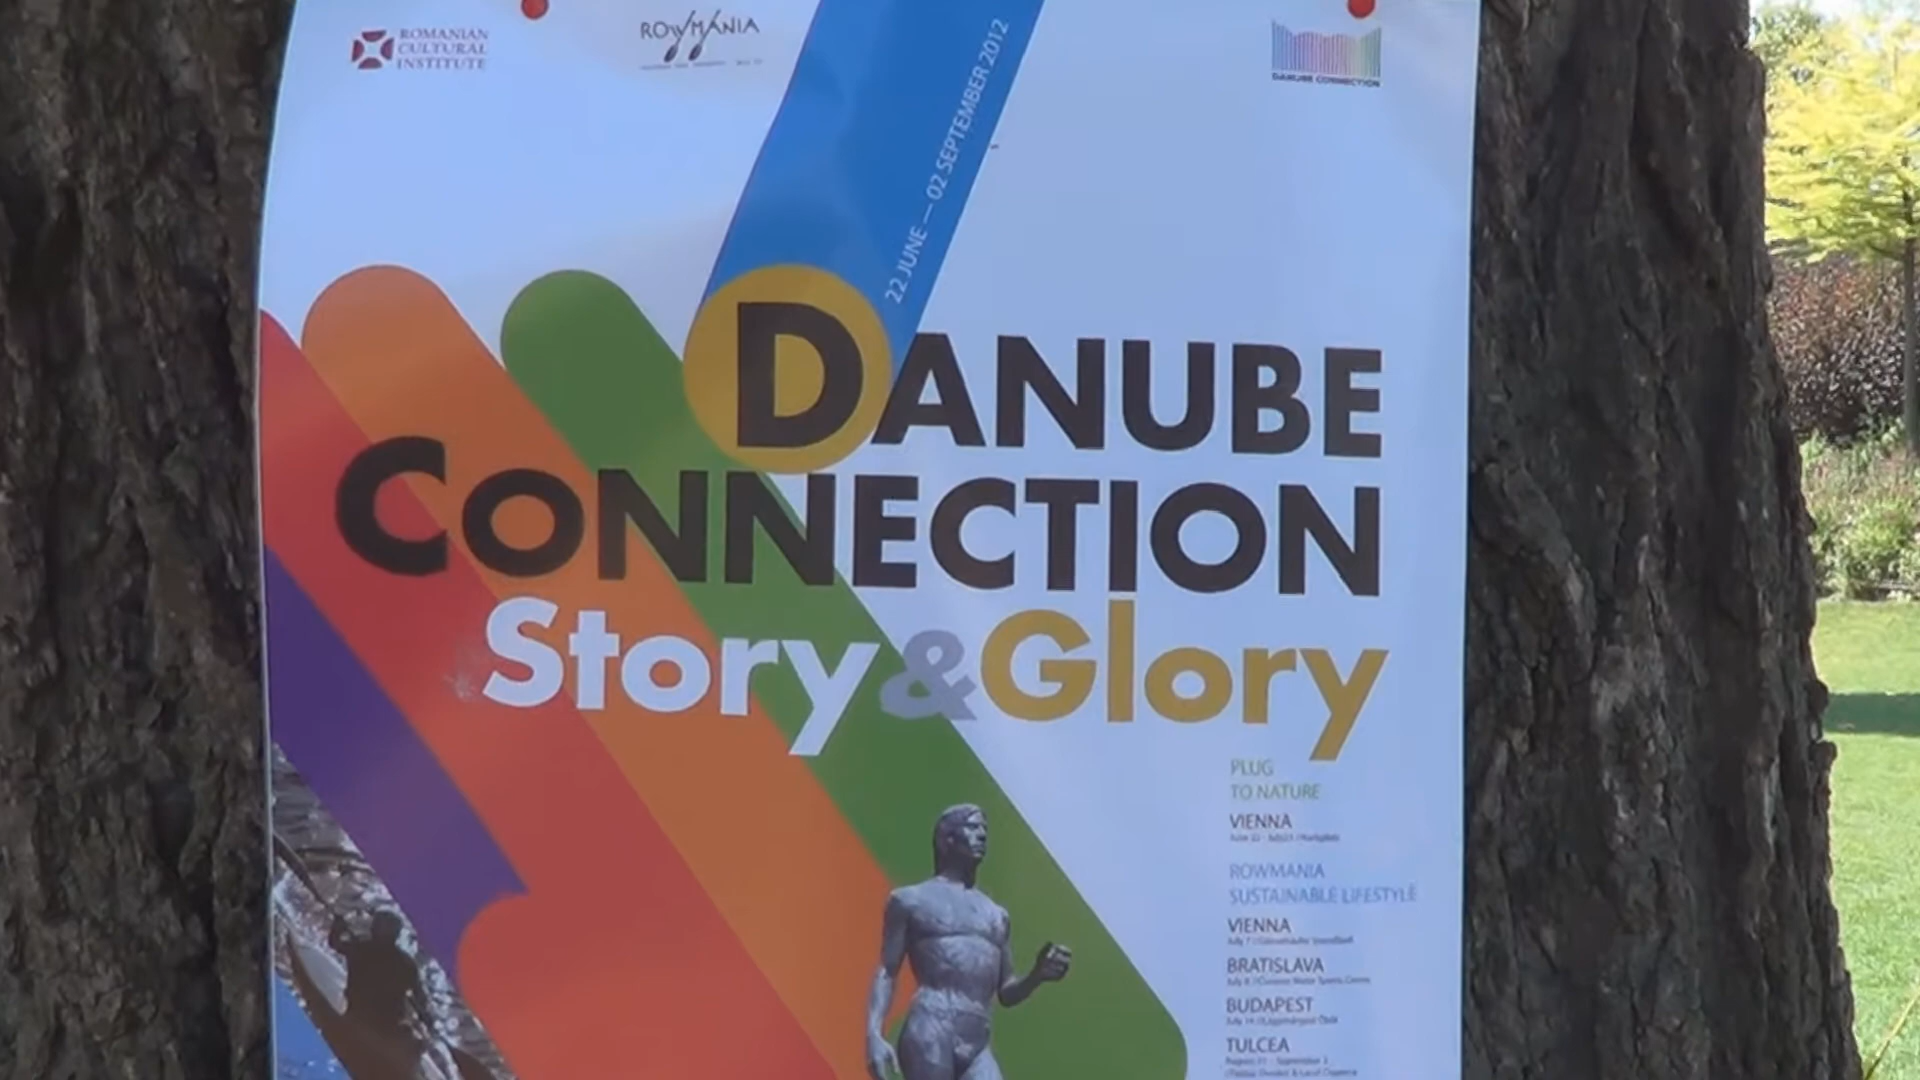 ROMANIAN
CULTURAL
INSTITUTE
ROWMANIA
DANUBE CONNECTION
22 JUNE — 02 SEPTEMBER 2012
DANUBE
CONNECTION
Story & Glory
PLUG
TO NATURE
VIENNA
ROWMANIA
SUSTAINABLE LIFESTYLE
VIENNA
BRATISLAVA
BUDAPEST
TULCEA